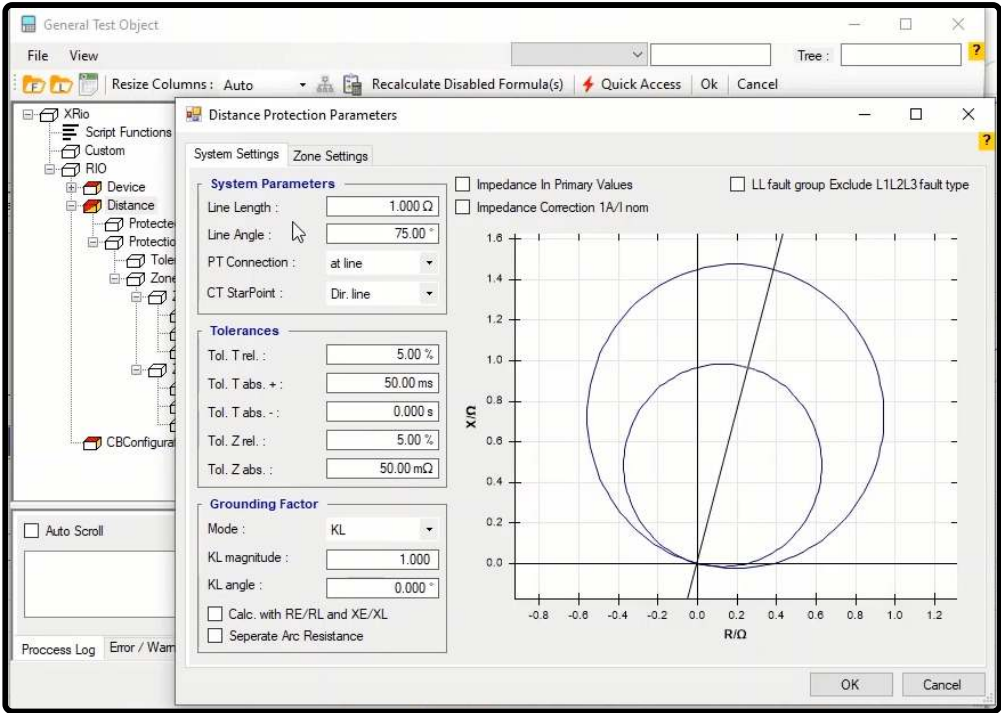 General Test Object
File View Tree :
?
F L Resize Columns : Auto Recalculate Disabled Formula(s) Quick Access Ok Cancel
XRio
Script Functions
Custom
RIO
Device
Distance
CBConfigura
Auto Scroll
Proccess Log Error / Warn
Distance Protection Parameters
?
System Settings Zone Settings
System Parameters
Line Length : 1.000 Ω
Line Angle : 75.00 °
PT Connection : at line
CT StarPoint : Dir. line
Tolerances
Tol. T rel. : 5.00 %
Tol. T abs. + : 50.00 ms
Tol. T abs. - : 0.000 s
Tol. Z rel. : 5.00 %
Tol. Z abs. : 50.00 mΩ
Grounding Factor
Mode : KL
KL magnitude : 1.000
KL angle : 0.000 °
Calc. with RE/RL and XE/XL
Seperate Arc Resistance
Impedance In Primary Values
LL fault group Exclude L1L2L3 fault type
Impedance Correction 1A/I nom
1.6
1.4
1.2
1.0
0.8
0.6
0.4
0.2
0.0
X/Ω
-0.8 -0.6 -0.4 -0.2 0.0 0.2 0.4 0.6 0.8 1.0 1.2
R/Ω
OK Cancel